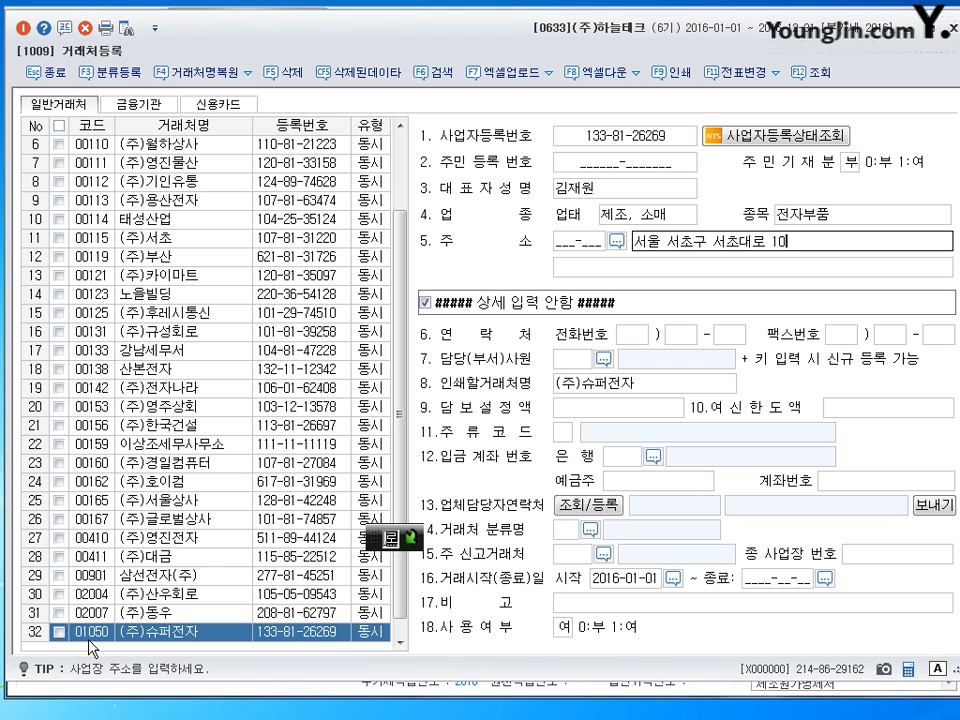 [0633](주)하늘테크 (6기) 2016-01-01 ~
YoungJin.com Y.
[1009] 거래처등록
Esc 종료 F3 분류등록 F4 거래처명복원 F5 삭제 CF5 삭제된데이타 F6 검색 F7 엑셀업로드 F8 엑셀다운 F9 인쇄 F11 전표변경 F12 조회
일반거래처 금융기관 신용카드
No 코드 거래처명 등록번호 유형
6 00110 (주)월하상사 110-81-21223 동시
7 00111 (주)영진물산 120-81-33158 동시
8 00112 (주)기인유통 124-89-74628 동시
9 00113 (주)용산전자 107-81-63474 동시
10 00114 태성산업 104-25-35124 동시
11 00115 (주)서초 107-81-31220 동시
12 00119 (주)부산 621-81-31726 동시
13 00121 (주)카이마트 120-81-35097 동시
14 00123 노을빌딩 220-36-54128 동시
15 00125 (주)후레시통신 101-29-74510 동시
16 00131 (주)규성회로 101-81-39258 동시
17 00133 강남세무서 104-81-47228 동시
18 00138 산본전자 132-11-12342 동시
19 00142 (주)전자나라 106-01-62408 동시
20 00153 (주)영주상회 103-12-13578 동시
21 00156 (주)한국건설 113-81-26697 동시
22 00159 이상조세무사무소 111-11-11119 동시
23 00160 (주)경일컴퓨터 107-81-27084 동시
24 00162 (주)호이컴 617-81-31969 동시
25 00165 (주)서울상사 128-81-42248 동시
26 00167 (주)글로벌상사 101-81-74857 동시
27 00410 (주)영진전자 511-89-44124 동시
28 00411 (주)대금 115-85-22512 동시
29 00901 삼선전자(주) 277-81-45251 동시
30 02004 (주)산우회로 105-05-09543 동시
31 02007 (주)동우 208-81-62797 동시
32 01050 (주)슈퍼전자 133-81-26269 동시
1. 사업자등록번호 133-81-26269 NTS 사업자등록상태조회
2. 주민 등록 번호 ______-_______ 주 민 기 재 분 부 0:부 1:여
3. 대 표 자 성 명 김재원
4. 업 종 업태 제조, 소매 종목 전자부품
5. 주 소 ___-___ 서울 서초구 서초대로 10
##### 상세 입력 안함 #####
6. 연 락 처 전화번호 ) - 팩스번호 ) -
7. 담당(부서)사원 + 키 입력 시 신규 등록 가능
8. 인쇄할거래처명 (주)슈퍼전자
9. 담 보 설 정 액 10.여 신 한 도 액
11.주 류 코 드
12.입금 계좌 번호 은 행
예금주 계좌번호
13.업체담당자연락처 조회/등록 보내기
4.거래처 분류명
15.주 신고거래처 종 사업장 번호
16.거래시작(종료)일 시작 2016-01-01 ~ 종료: ____-__-__
17.비 고
18.사 용 여 부 여 0:부 1:여
TIP : 사업장 주소를 입력하세요. [X000000] 214-86-29162 A